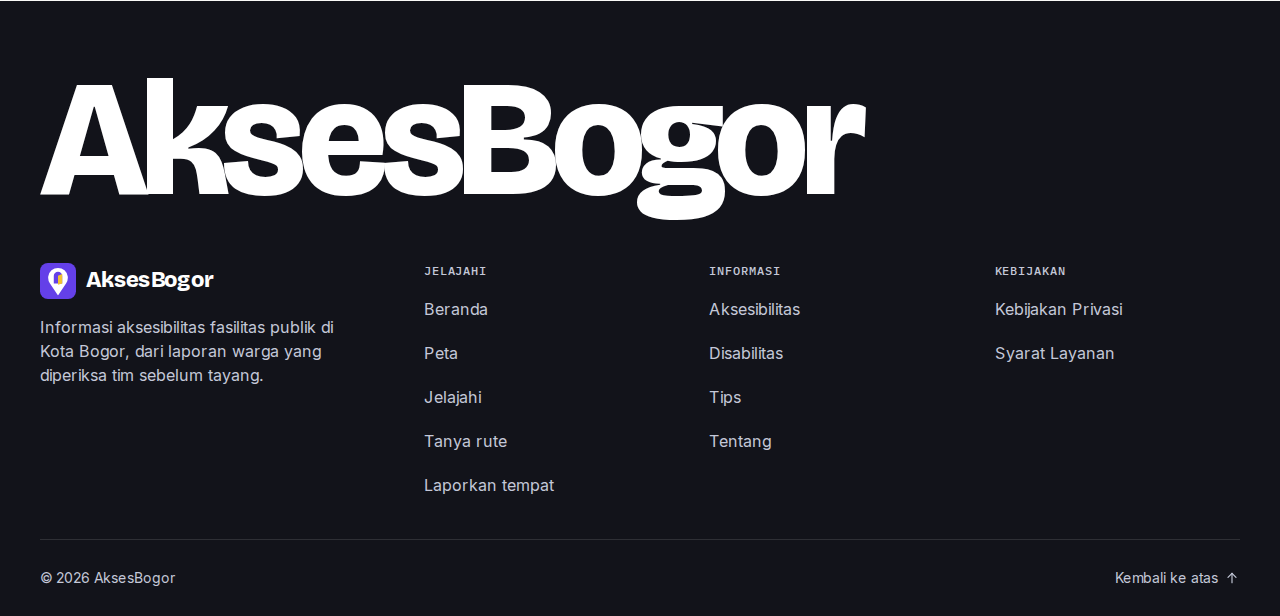 AksesBogor
AksesBogor
Informasi aksesibilitas fasilitas publik di
Kota Bogor, dari laporan warga yang
diperiksa tim sebelum tayang.
JELAJAHI
Beranda
Peta
Jelajahi
Tanya rute
Laporkan tempat
INFORMASI
Aksesibilitas
Disabilitas
Tips
Tentang
KEBIJAKAN
Kebijakan Privasi
Syarat Layanan
© 2026 AksesBogor
Kembali ke atas ↑